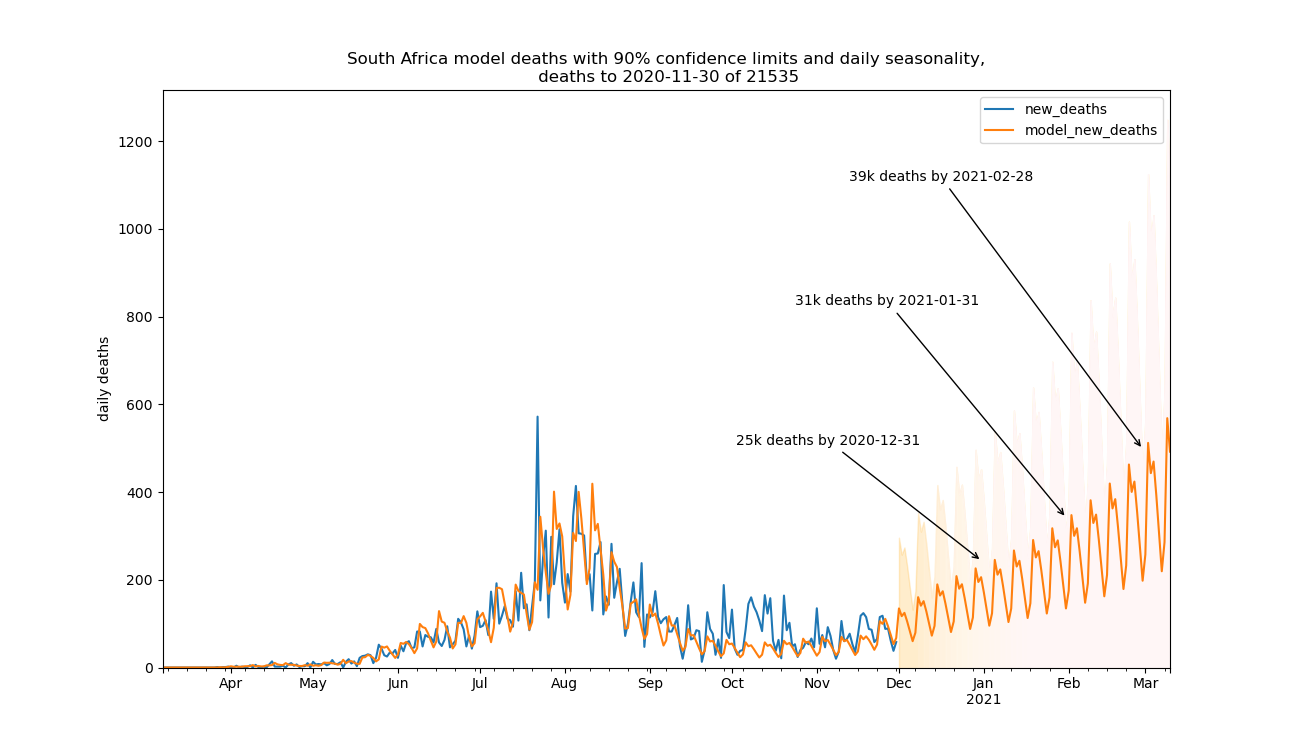 South Africa model deaths with 90% confidence limits and daily seasonality,
deaths to 2020-11-30 of 21535
new_deaths
model_new_deaths
39k deaths by 2021-02-28
31k deaths by 2021-01-31
25k deaths by 2020-12-31
daily deaths
1200
1000
800
600
400
200
0
Apr May Jun Jul Aug Sep Oct Nov Dec Jan Feb Mar
2021